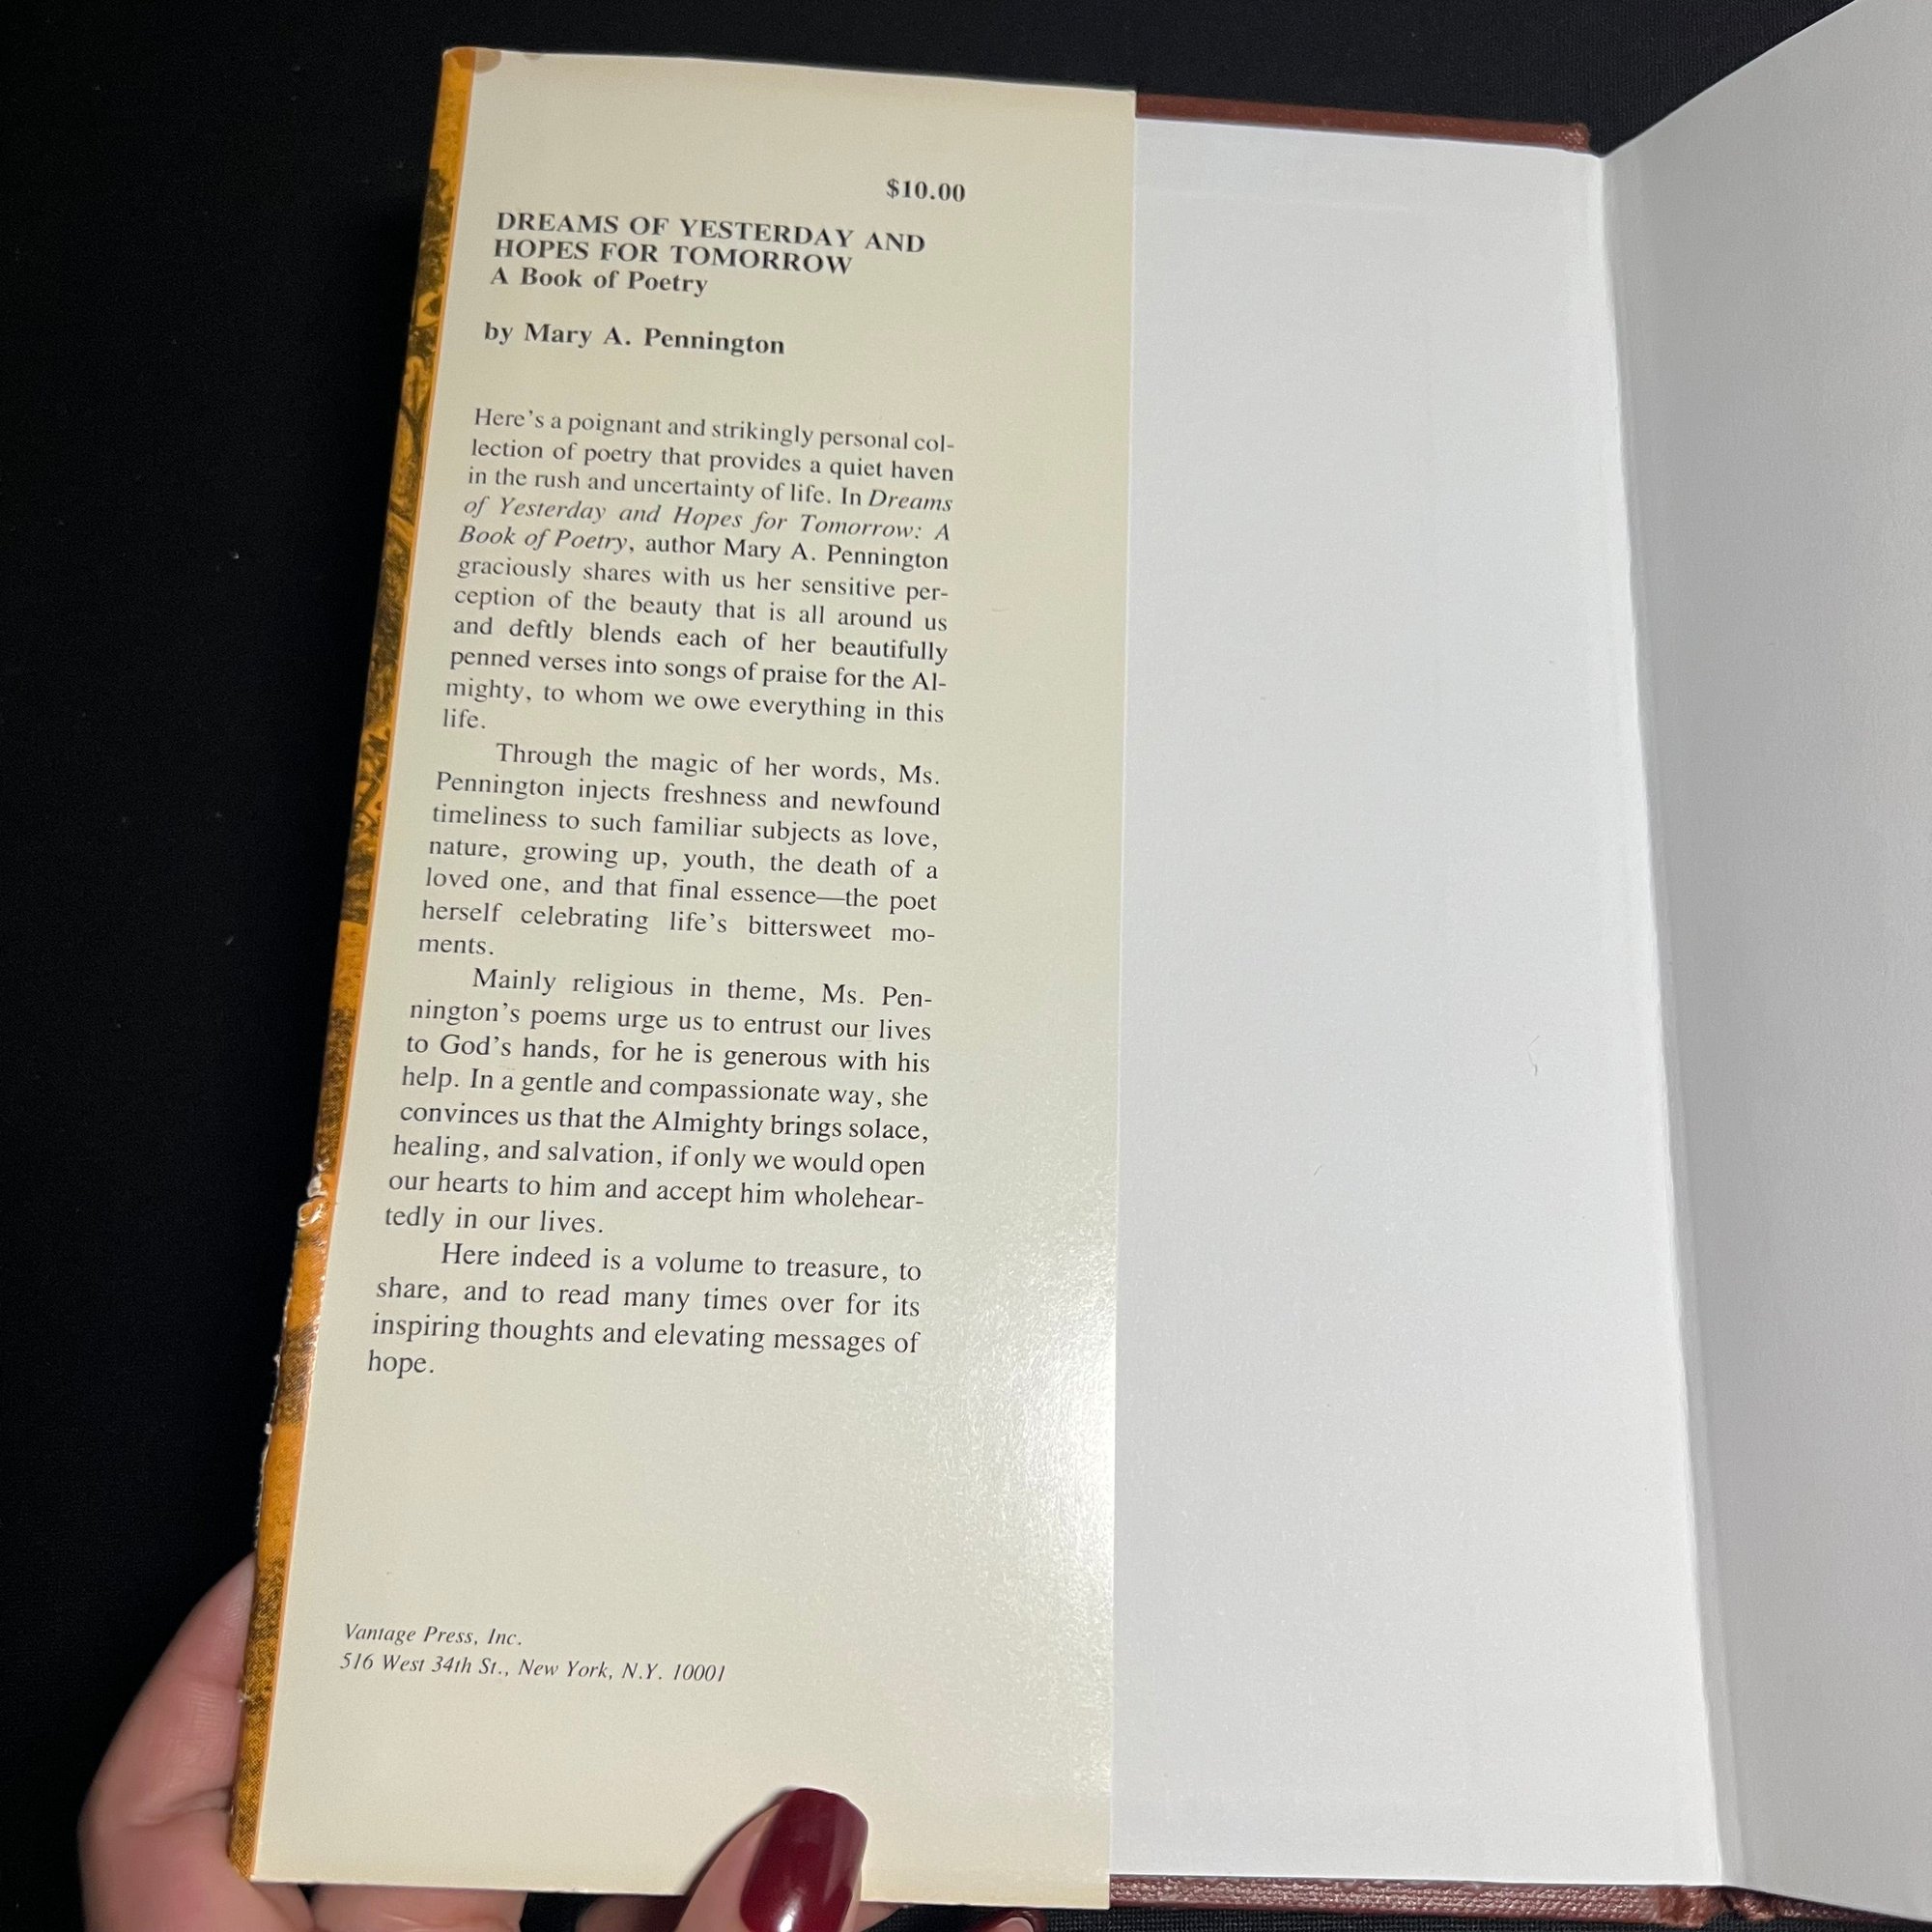 $10.00
DREAMS OF YESTERDAY AND
HOPES FOR TOMORROW
A Book of Poetry
by Mary A. Pennington
Here's a poignant and strikingly personal col-
lection of poetry that provides a quiet haven
in the rush and uncertainty of life. In Dreams
of Yesterday and Hopes for Tomorrow: A
Book of Poetry, author Mary A. Pennington
graciously shares with us her sensitive per-
ception of the beauty that is all around us
and deftly blends each of her beautifully
penned verses into songs of praise for the Al-
mighty, to whom we owe everything in this
life.
Through the magic of her words, Ms.
Pennington injects freshness and newfound
timeliness to such familiar subjects as love,
nature, growing up, youth, the death of a
loved one, and that final essence—the poet
herself celebrating life's bittersweet mo-
ments.
Mainly religious in theme, Ms. Pen-
nington's poems urge us to entrust our lives
to God's hands, for he is generous with his
help. In a gentle and compassionate way, she
convinces us that the Almighty brings solace,
healing, and salvation, if only we would open
our hearts to him and accept him wholehear-
tedly in our lives.
Here indeed is a volume to treasure, to
share, and to read many times over for its
inspiring thoughts and elevating messages of
hope.
Vantage Press, Inc.
516 West 34th St., New York, N.Y. 10001